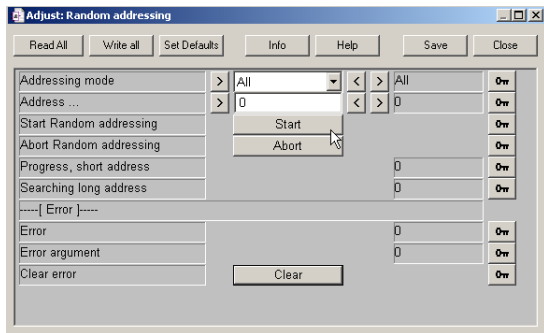 Adjust: Random addressing
Read All Write all Set Defaults Info Help Save Close
Addressing mode > All < > All
Address ... > 0 < > 0
Start Random addressing Start
Abort Random addressing Abort
Progress, short address 0
Searching long address 0
-----[ Error ]-----
Error 0
Error argument 0
Clear error Clear